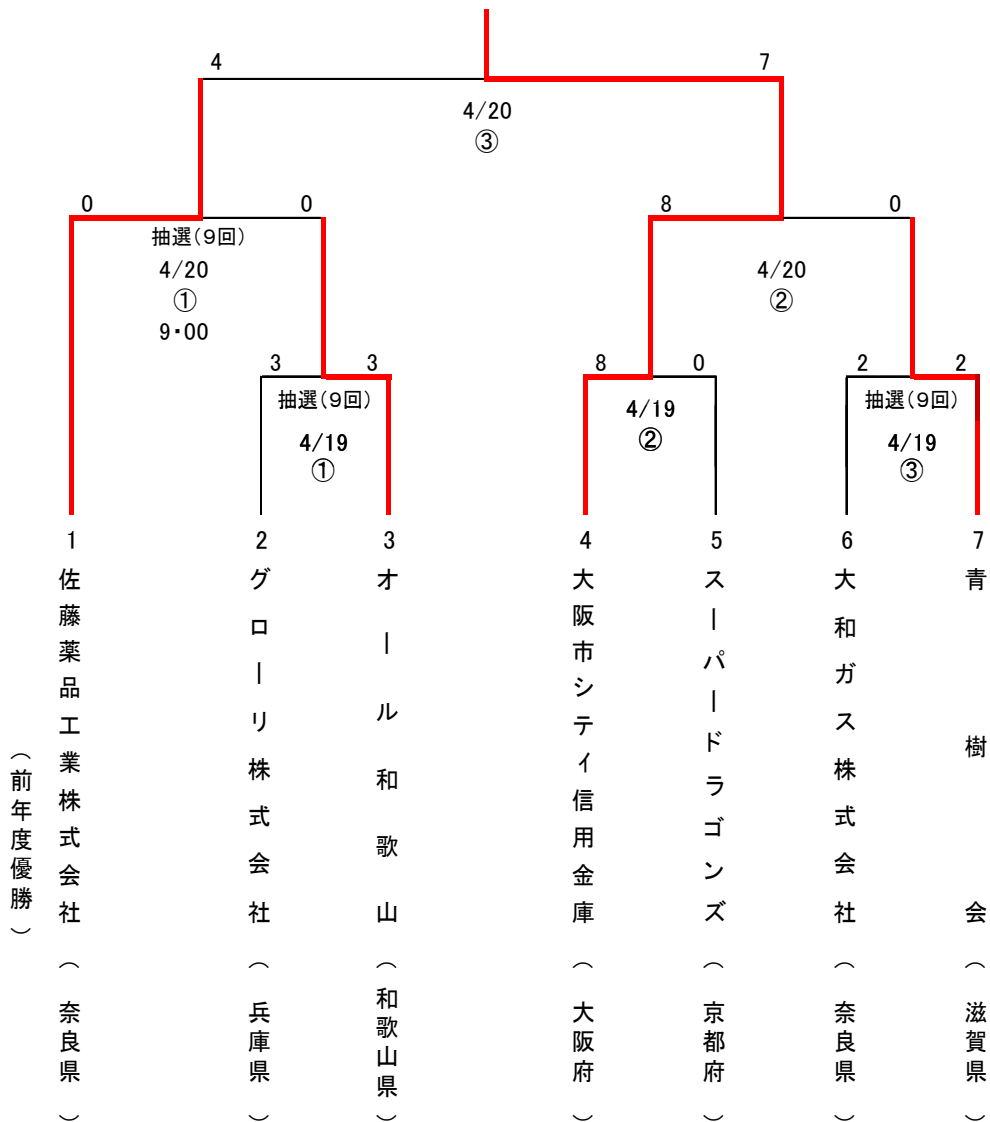 4 7
4/20
③
0 0 8 0
抽選(9回)
4/20
①
9・00
4/20
②
3 3 8 0 2 2
抽選(9回)
4/19
①
4/19
②
抽選(9回)
4/19
③
1 2 3 4 5 6 7
佐藤薬品工業株式会社(奈良県)
(前年度優勝)
グローリ株式会社(兵庫県)
オール和歌山(和歌山県)
大阪市シティ信用金庫(大阪府)
スーパードラゴンズ(京都府)
大和ガス株式会社(奈良県)
青樹会(滋賀県)